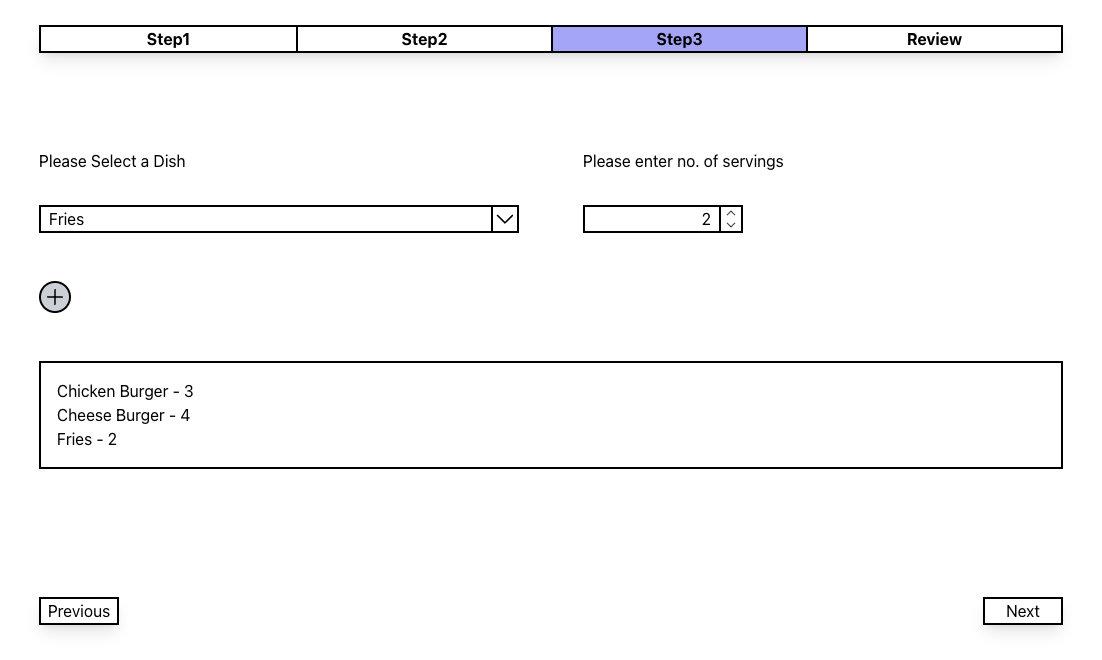 Step1 Step2 Step3 Review
Please Select a Dish Please enter no. of servings
Fries 2
Chicken Burger - 3
Cheese Burger - 4
Fries - 2
Previous Next